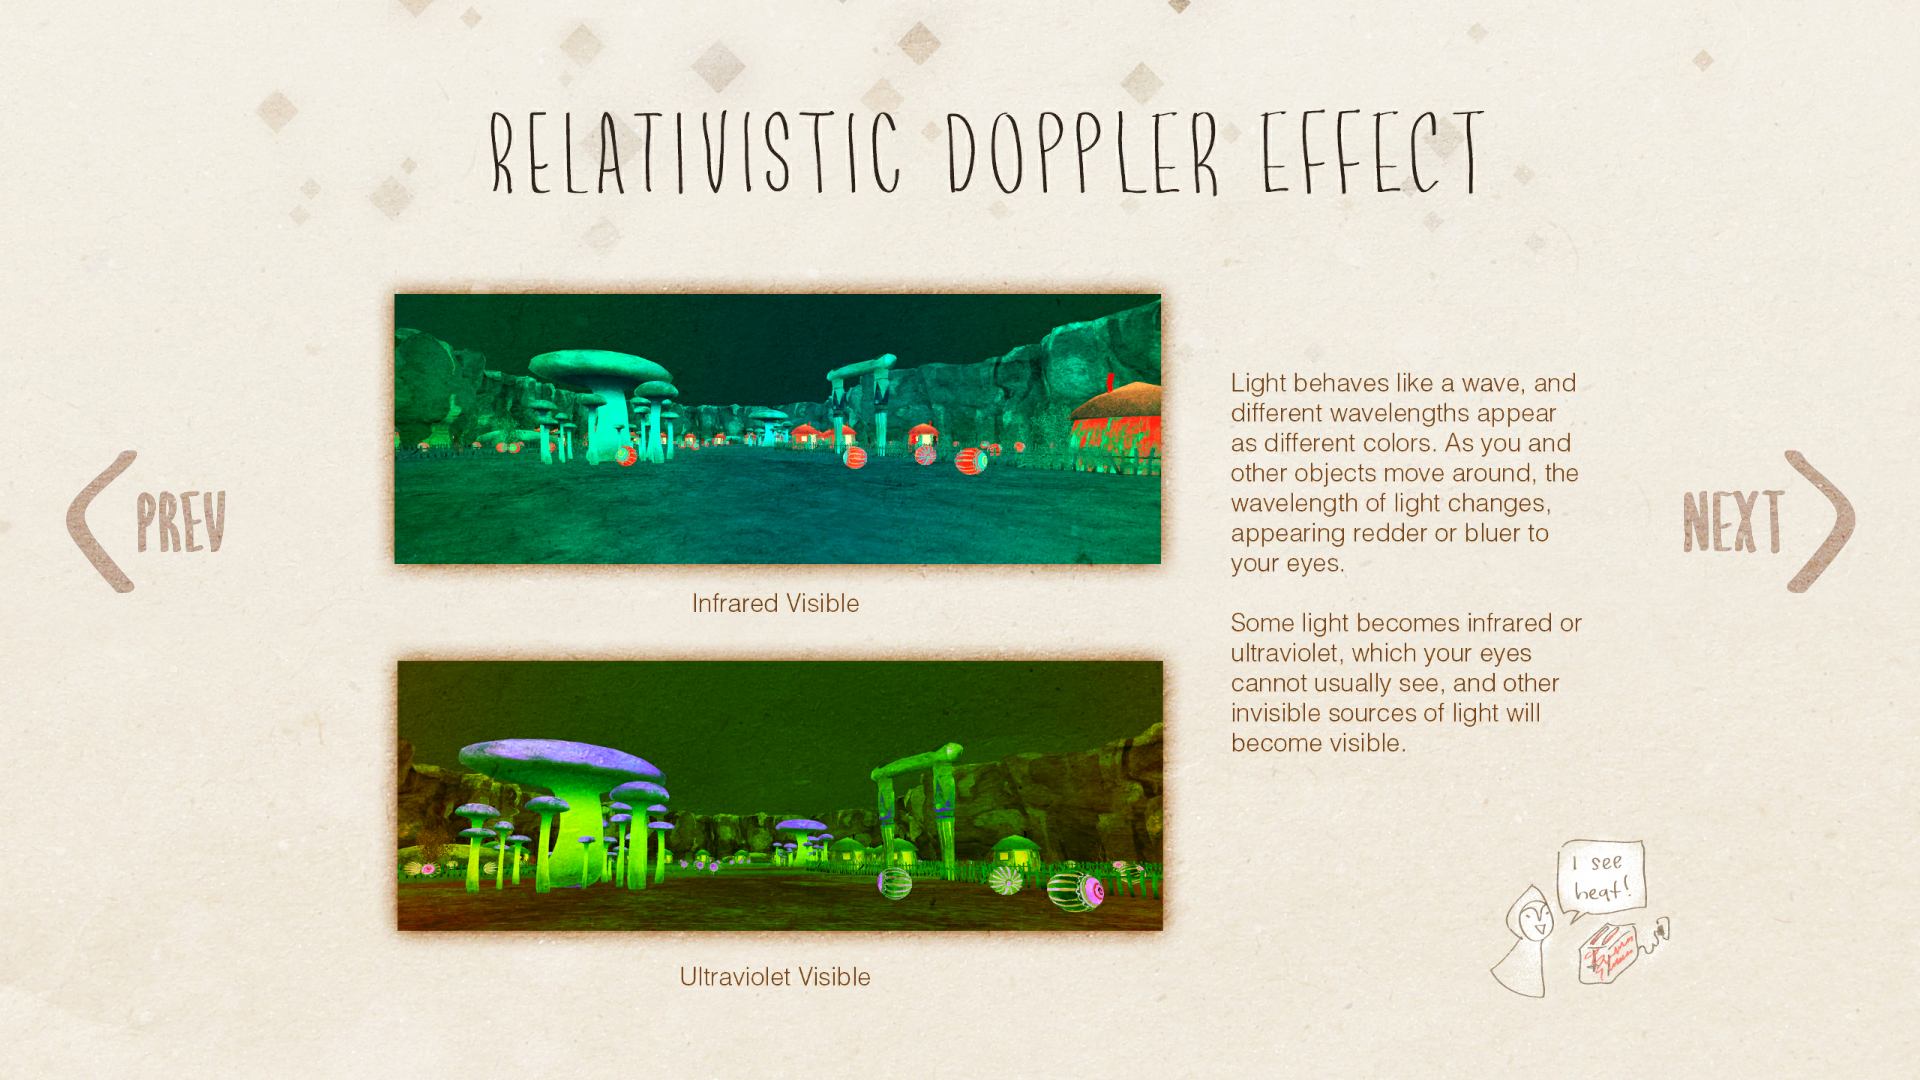 RELATIVISTIC DOPPLER EFFECT
PREV
NEXT
Infrared Visible
Ultraviolet Visible
Light behaves like a wave, and
different wavelengths appear
as different colors. As you and
other objects move around, the
wavelength of light changes,
appearing redder or bluer to
your eyes.
Some light becomes infrared or
ultraviolet, which your eyes
cannot usually see, and other
invisible sources of light will
become visible.
I see
heat!